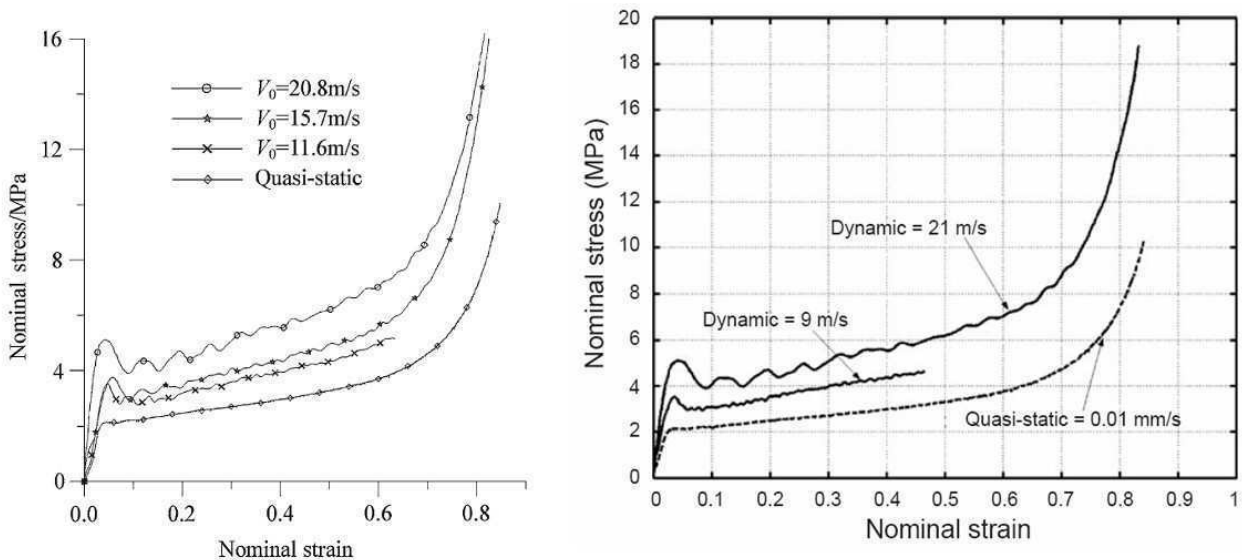 16
12
8
4
0
Nominal stress/MPa
V₀=20.8m/s
V₀=15.7m/s
V₀=11.6m/s
Quasi-static
0.0 0.2 0.4 0.6 0.8
Nominal strain
20
18
16
14
12
10
8
6
4
2
0
Nominal stress (MPa)
Dynamic = 21 m/s
Dynamic = 9 m/s
Quasi-static = 0.01 mm/s
0 0.1 0.2 0.3 0.4 0.5 0.6 0.7 0.8 0.9 1
Nominal strain